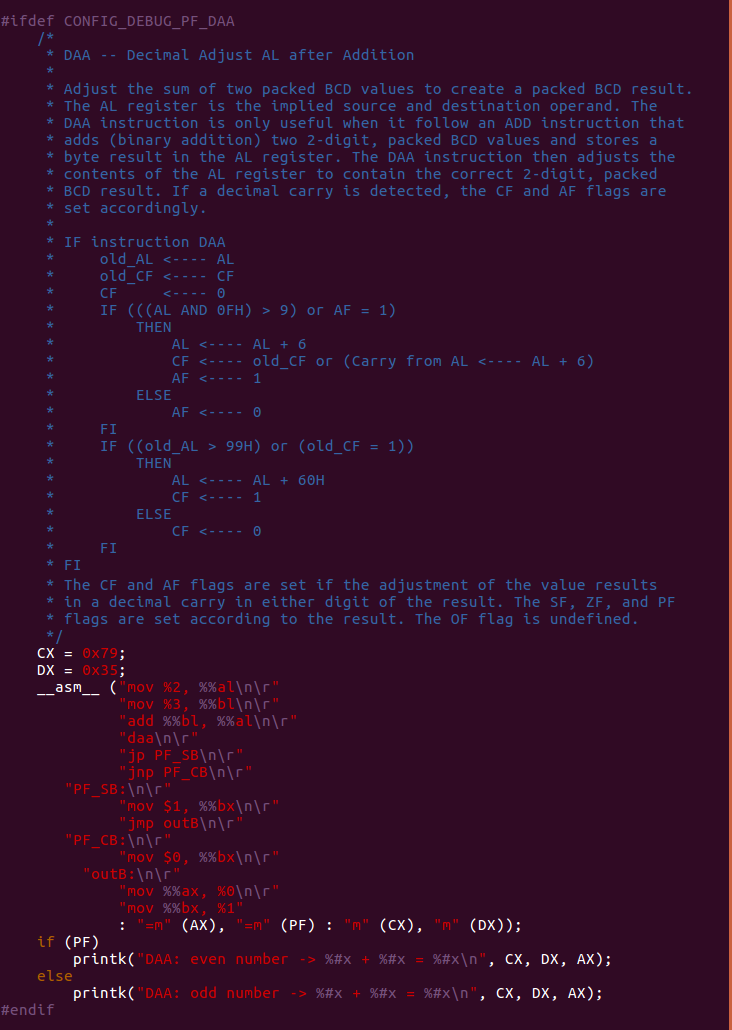 #ifdef CONFIG_DEBUG_PF_DAA
    /*
     * DAA -- Decimal Adjust AL after Addition
     *
     * Adjust the sum of two packed BCD values to create a packed BCD result.
     * The AL register is the implied source and destination operand. The
     * DAA instruction is only useful when it follow an ADD instruction that
     * adds (binary addition) two 2-digit, packed BCD values and stores a
     * byte result in the AL register. The DAA instruction then adjusts the
     * contents of the AL register to contain the correct 2-digit, packed
     * BCD result. If a decimal carry is detected, the CF and AF flags are
     * set accordingly.
     *
     * IF instruction DAA
     *     old_AL <---- AL
     *     old_CF <---- CF
     *     CF     <---- 0
     *     IF (((AL AND 0FH) > 9) or AF = 1)
     *         THEN
     *             AL <---- AL + 6
     *             CF <---- old_CF or (Carry from AL <---- AL + 6)
     *             AF <---- 1
     *         ELSE
     *             AF <---- 0
     *     FI
     *     IF ((old_AL > 99H) or (old_CF = 1))
     *         THEN
     *             AL <---- AL + 60H
     *             CF <---- 1
     *         ELSE
     *             CF <---- 0
     *     FI
     * FI
     * The CF and AF flags are set if the adjustment of the value results
     * in a decimal carry in either digit of the result. The SF, ZF, and PF
     * flags are set according to the result. The OF flag is undefined.
     */
    CX = 0x79;
    DX = 0x35;
    __asm__ ("mov %2, %%al\n\r"
             "mov %3, %%bl\n\r"
             "add %%bl, %%al\n\r"
             "daa\n\r"
             "jp PF_SB\n\r"
             "jnp PF_CB\n\r"
       "PF_SB:\n\r"
             "mov $1, %%bx\n\r"
             "jmp outB\n\r"
       "PF_CB:\n\r"
             "mov $0, %%bx\n\r"
         "outB:\n\r"
             "mov %%ax, %0\n\r"
             "mov %%bx, %1"
             : "=m" (AX), "=m" (PF) : "m" (CX), "m" (DX));
    if (PF)
        printk("DAA: even number -> %#x + %#x = %#x\n", CX, DX, AX);
    else
        printk("DAA: odd number -> %#x + %#x = %#x\n", CX, DX, AX);
#endif